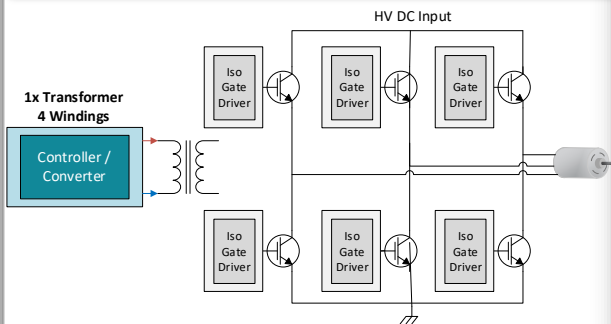 HV DC Input
Iso
Gate
Driver
Iso
Gate
Driver
Iso
Gate
Driver
1x Transformer
4 Windings
Controller /
Converter
Iso
Gate
Driver
Iso
Gate
Driver
Iso
Gate
Driver